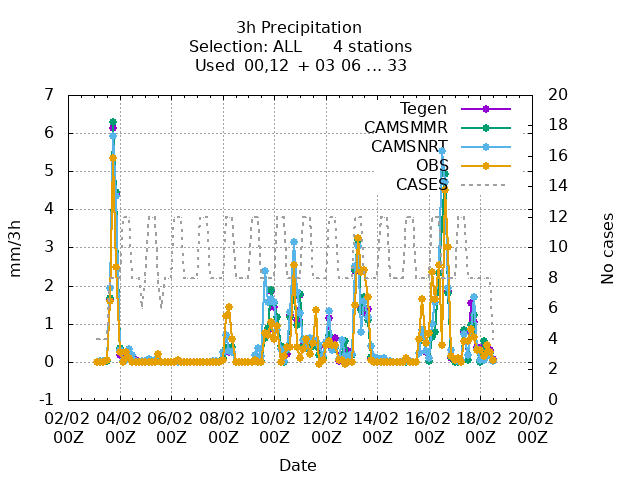 3h Precipitation
Selection: ALL 4 stations
Used 00,12 + 03 06 ... 33
7
6
5
4
3
2
1
0
-1
mm/3h
20
18
16
14
12
10
8
6
4
2
0
No cases
Tegen
CAMSMMR
CAMSNRT
OBS
CASES
02/02 04/02 06/02 08/02 10/02 12/02 14/02 16/02 18/02 20/02
00Z 00Z 00Z 00Z 00Z 00Z 00Z 00Z 00Z 00Z
Date